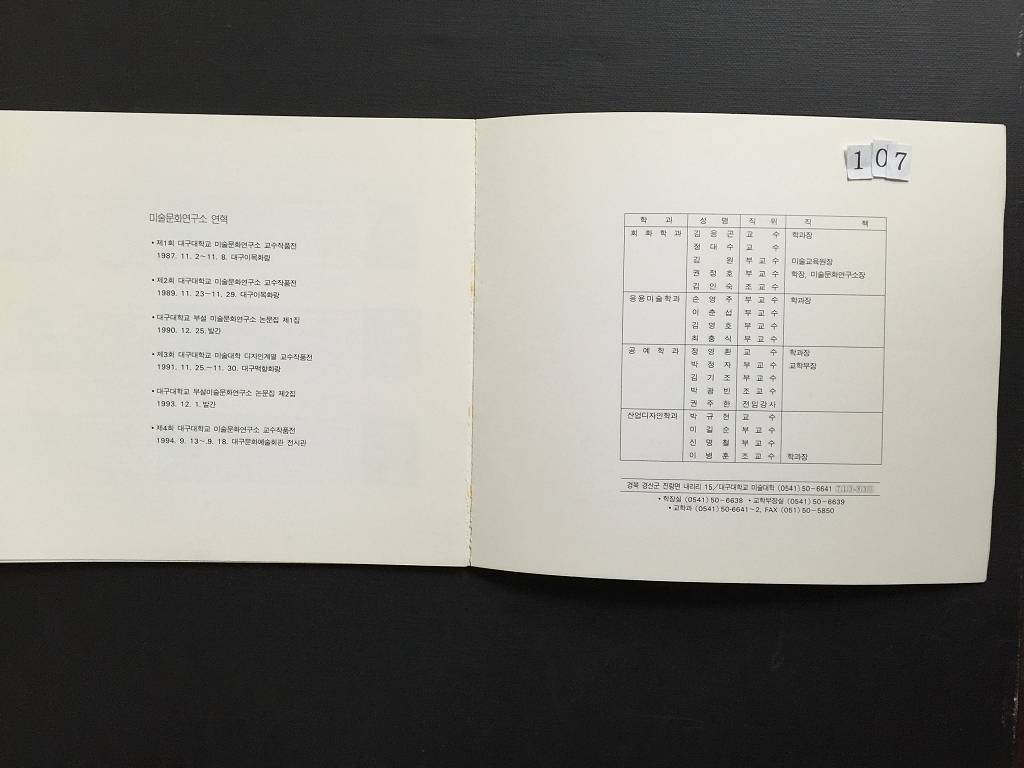 미술문화연구소 연혁
• 제1회 대구대학교 미술문화연구소 교수작품전
1987. 11. 2~11. 8. 대구이목화랑
• 제2회 대구대학교 미술문화연구소 교수작품전
1989. 11. 23~11. 29. 대구이목화랑
• 대구대학교 부설 미술문화연구소 논문집 제1집
1990. 12. 25. 발간
• 제3회 대구대학교 미술대학 디자인계열 교수작품전
1991. 11. 25.~11. 30. 대구맥향화랑
• 대구대학교 부설미술문화연구소 논문집 제2집
1993. 12. 1. 발간
• 제4회 대구대학교 미술문화연구소 교수작품전
1994. 9. 13~.9. 18. 대구문화예술회관 전시관
107
학 과 성 명 직 위 직 책
회 화 학 과 김 응 곤 교 수 학과장
정 대 수 교 수
김 원 부 교 수 미술교육원장
권 정 호 부 교 수 학장, 미술문화연구소장
김 인 숙 조 교 수
응용미술학과 손 영 주 부 교 수 학과장
이 춘 섭 부 교 수
김 영 호 부 교 수
최 충 식 부 교 수
공 예 학 과 정 영 환 교 수 학과장
박 정 자 부 교 수 교학부장
김 기 조 부 교 수
박 광 빈 조 교 수
권 주 한 전임강사
산업디자인학과 박 규 현 교 수
이 길 순 부 교 수
신 명 철 부 교 수
이 병 훈 조 교 수 학과장
경북 경산군 진량면 내리리 15/대구대학교 미술대학 (0541) 50-6641
• 학장실 (0541) 50-6638 • 교학부장실 (0541) 50-6639
• 교학과 (0541) 50-6641~2, FAX (051) 50-5850